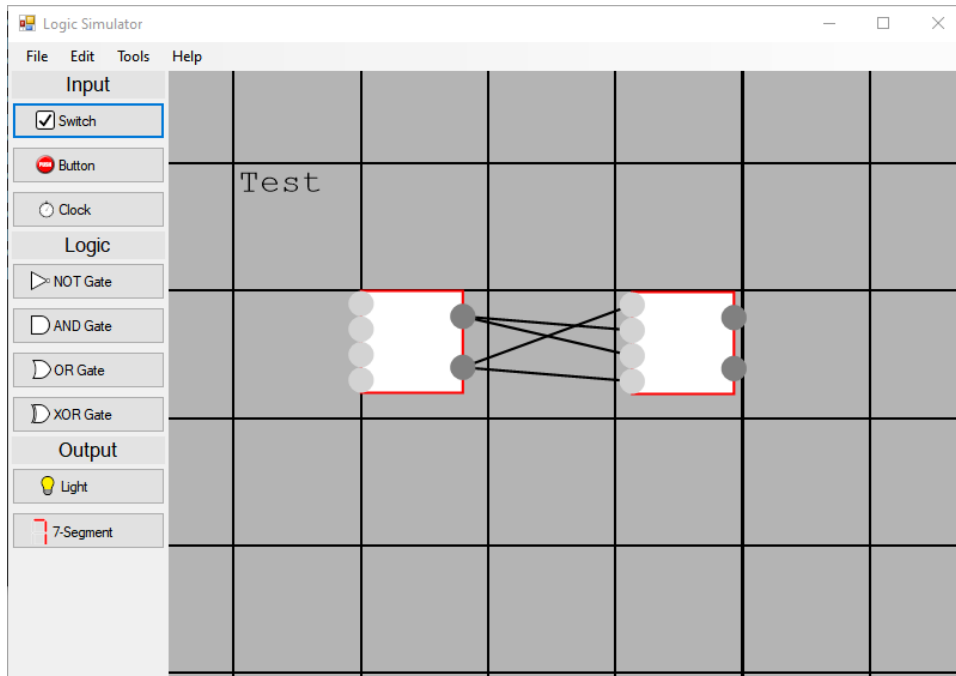 Logic Simulator
File Edit Tools Help
Input
Switch
Button
Clock
Logic
NOT Gate
AND Gate
OR Gate
XOR Gate
Output
Light
7-Segment
Test